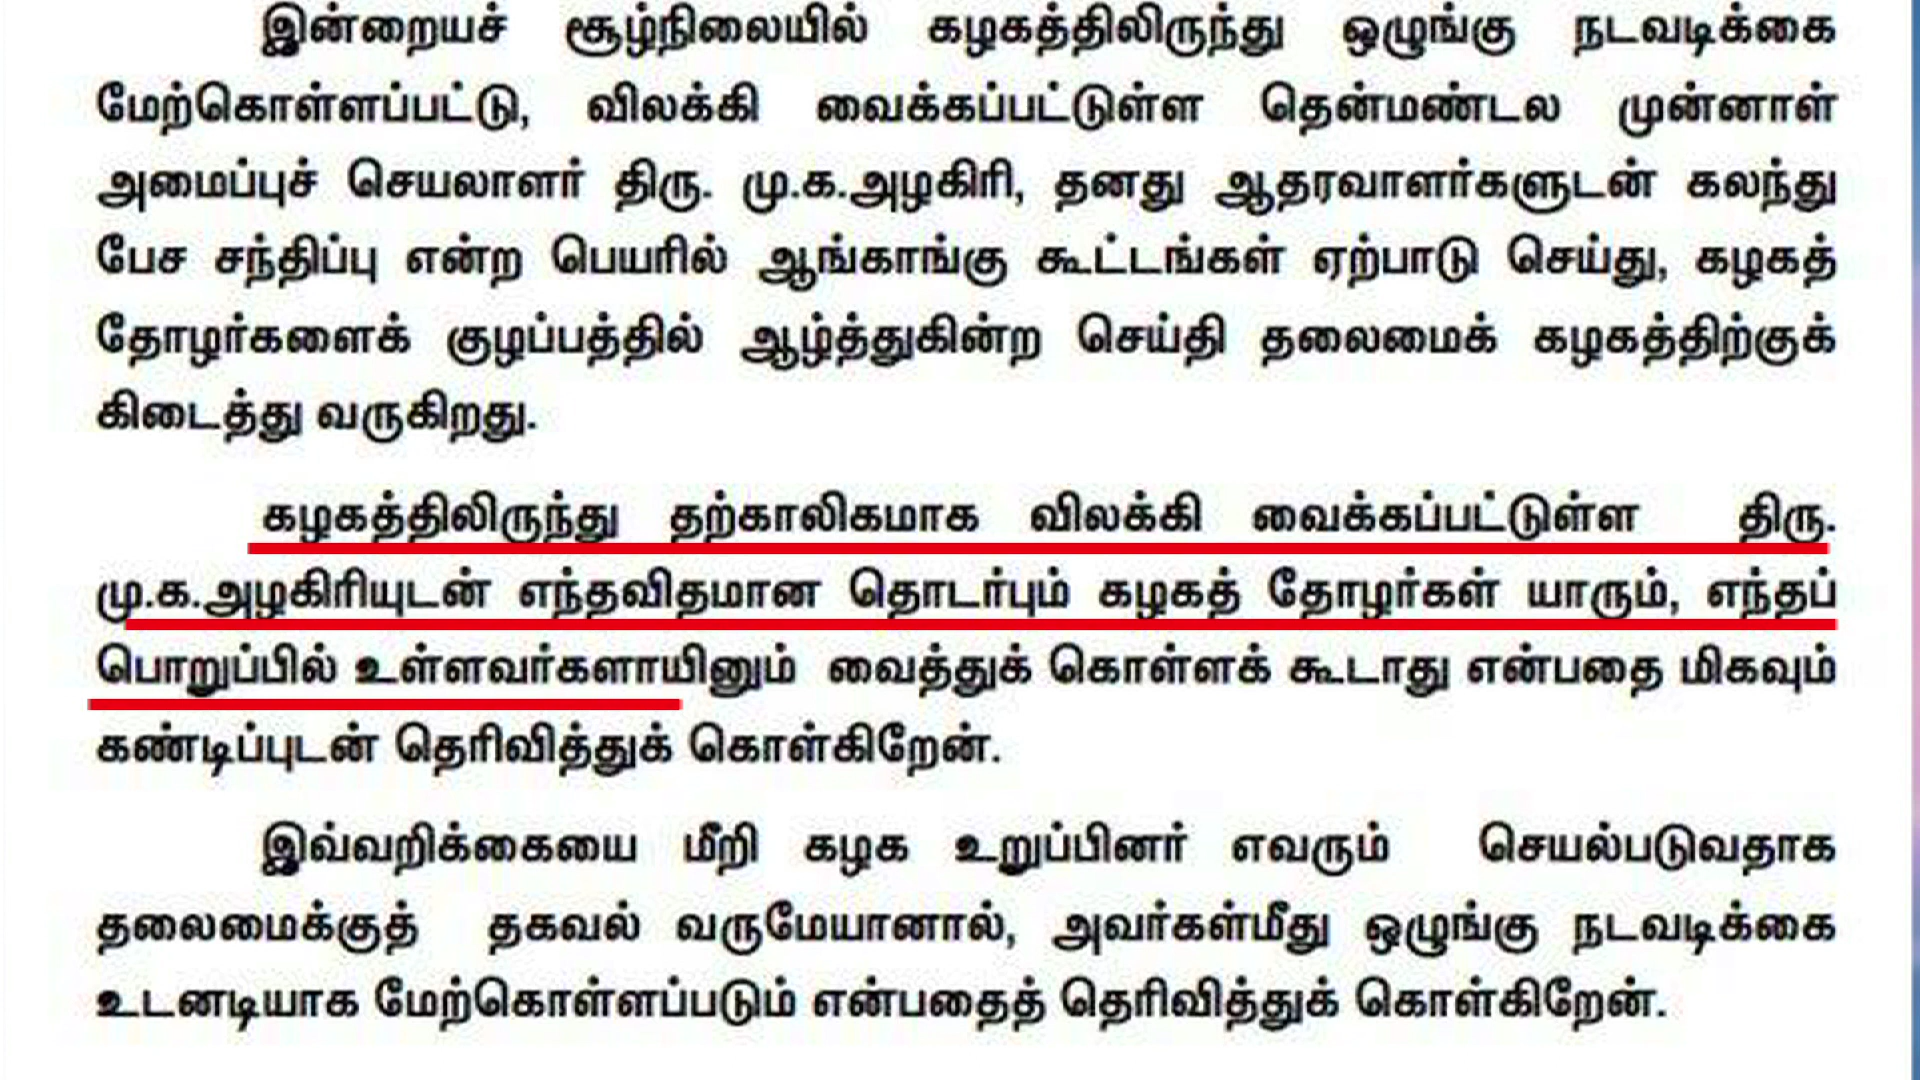 இன்றையச் சூழ்நிலையில் கழகத்திலிருந்து ஒழுங்கு நடவடிக்கை
மேற்கொள்ளப்பட்டு, விலக்கி வைக்கப்பட்டுள்ள தென்மண்டல முன்னாள்
அமைப்புச் செயலாளர் திரு. மு.க.அழகிரி, தனது ஆதரவாளர்களுடன் கலந்து
பேச சந்திப்பு என்ற பெயரில் ஆங்காங்கு கூட்டங்கள் ஏற்பாடு செய்து, கழகத்
தோழர்களைக் குழப்பத்தில் ஆழ்த்துகின்ற செய்தி தலைமைக் கழகத்திற்குக்
கிடைத்து வருகிறது.
கழகத்திலிருந்து தற்காலிகமாக விலக்கி வைக்கப்பட்டுள்ள திரு.
மு.க.அழகிரியுடன் எந்தவிதமான தொடர்பும் கழகத் தோழர்கள் யாரும், எந்தப்
பொறுப்பில் உள்ளவர்களாயினும் வைத்துக் கொள்ளக் கூடாது என்பதை மிகவும்
கண்டிப்புடன் தெரிவித்துக் கொள்கிறேன்.
இவ்வறிக்கையை மீறி கழக உறுப்பினர் எவரும் செயல்படுவதாக
தலைமைக்குத் தகவல் வருமேயானால், அவர்கள்மீது ஒழுங்கு நடவடிக்கை
உடனடியாக மேற்கொள்ளப்படும் என்பதைத் தெரிவித்துக் கொள்கிறேன்.